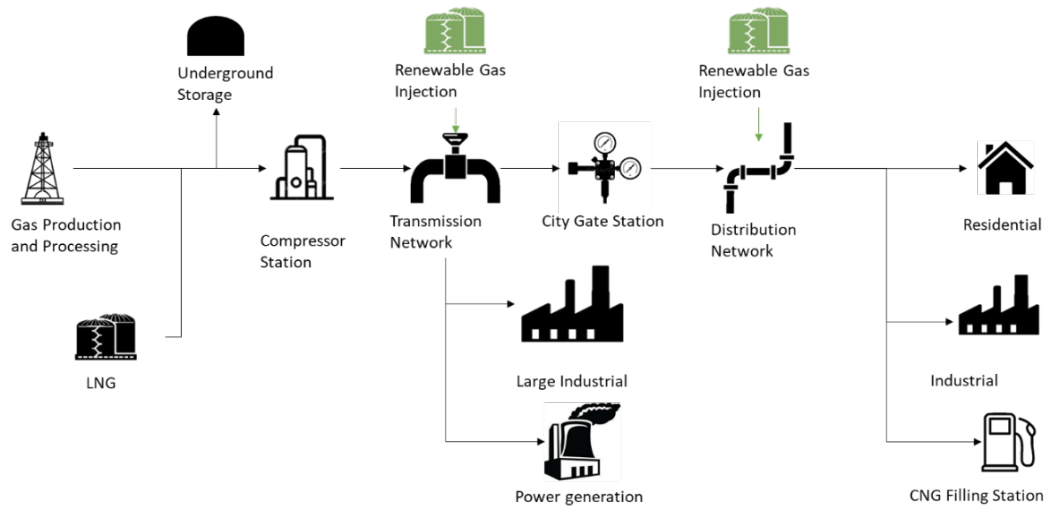 Underground
Storage
Renewable Gas
Injection
Renewable Gas
Injection
Gas Production
and Processing
Compressor
Station
Transmission
Network
City Gate Station
Distribution
Network
Residential
LNG
Large Industrial
Industrial
Power generation
CNG Filling Station